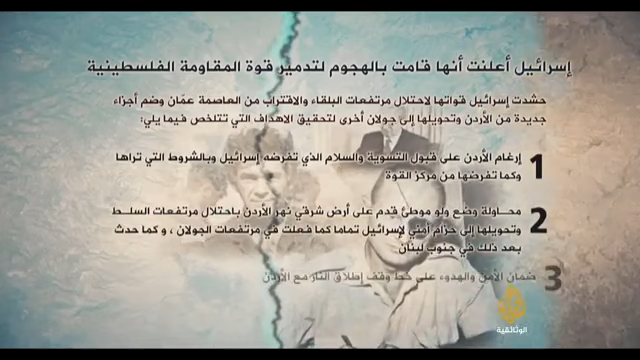 إسرائيل أعلنت أنها قامت بالهجوم لتدمير قوة المقاومة الفلسطينية
حشدت إسرائيل قواتها لاحتلال مرتفعات البلقاء والاقتراب من العاصمة عمّان وضم أجزاء
جديدة من الأردن وتحويلها إلى جولان أخرى لتحقيق الاهداف التي تتلخص فيما يلي:
1 إرغام الأردن على قبول التسوية والسلام الذي تفرضه إسرائيل وبالشروط التي تراها
وكما تفرضها من مركز القوة
2 محاولة وضع ولو موطئ قدم على أرض شرقي نهر الأردن باحتلال مرتفعات السلط
وتحويلها إلى حزام أمني لإسرائيل تماما كما فعلت في مرتفعات الجولان ، و كما حدث
بعد ذلك في جنوب لبنان
3 ضمان الأمن والهدوء على خط وقف إطلاق النار مع الأردن
الوثائقية